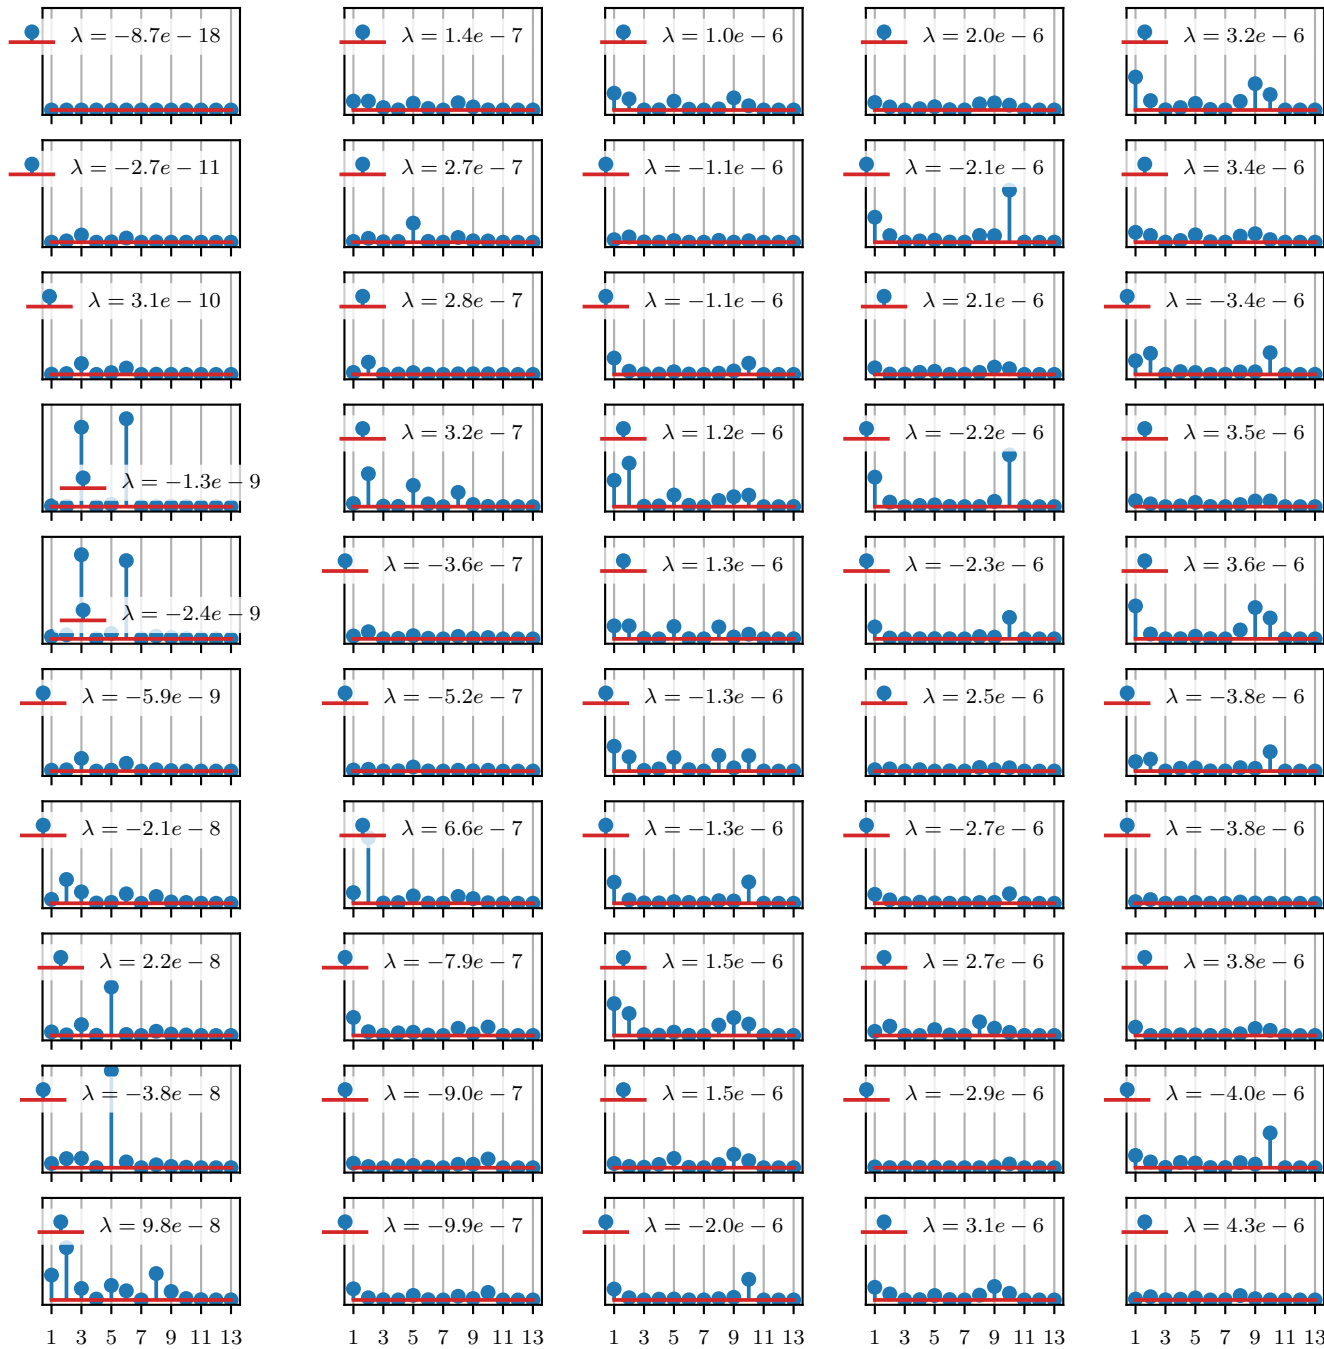 λ = −8.7e − 18 λ = 1.4e − 7 λ = 1.0e − 6 λ = 2.0e − 6 λ = 3.2e − 6
λ = −2.7e − 11 λ = 2.7e − 7 λ = −1.1e − 6 λ = −2.1e − 6 λ = 3.4e − 6
λ = 3.1e − 10 λ = 2.8e − 7 λ = −1.1e − 6 λ = 2.1e − 6 λ = −3.4e − 6
λ = −1.3e − 9 λ = 3.2e − 7 λ = 1.2e − 6 λ = −2.2e − 6 λ = 3.5e − 6
λ = −2.4e − 9 λ = −3.6e − 7 λ = 1.3e − 6 λ = −2.3e − 6 λ = 3.6e − 6
λ = −5.9e − 9 λ = −5.2e − 7 λ = −1.3e − 6 λ = 2.5e − 6 λ = −3.8e − 6
λ = −2.1e − 8 λ = 6.6e − 7 λ = −1.3e − 6 λ = −2.7e − 6 λ = −3.8e − 6
λ = 2.2e − 8 λ = −7.9e − 7 λ = 1.5e − 6 λ = 2.7e − 6 λ = 3.8e − 6
λ = −3.8e − 8 λ = −9.0e − 7 λ = 1.5e − 6 λ = −2.9e − 6 λ = −4.0e − 6
λ = 9.8e − 8 λ = −9.9e − 7 λ = −2.0e − 6 λ = 3.1e − 6 λ = 4.3e − 6
1 3 5 7 9 11 13 1 3 5 7 9 11 13 1 3 5 7 9 11 13 1 3 5 7 9 11 13 1 3 5 7 9 11 13